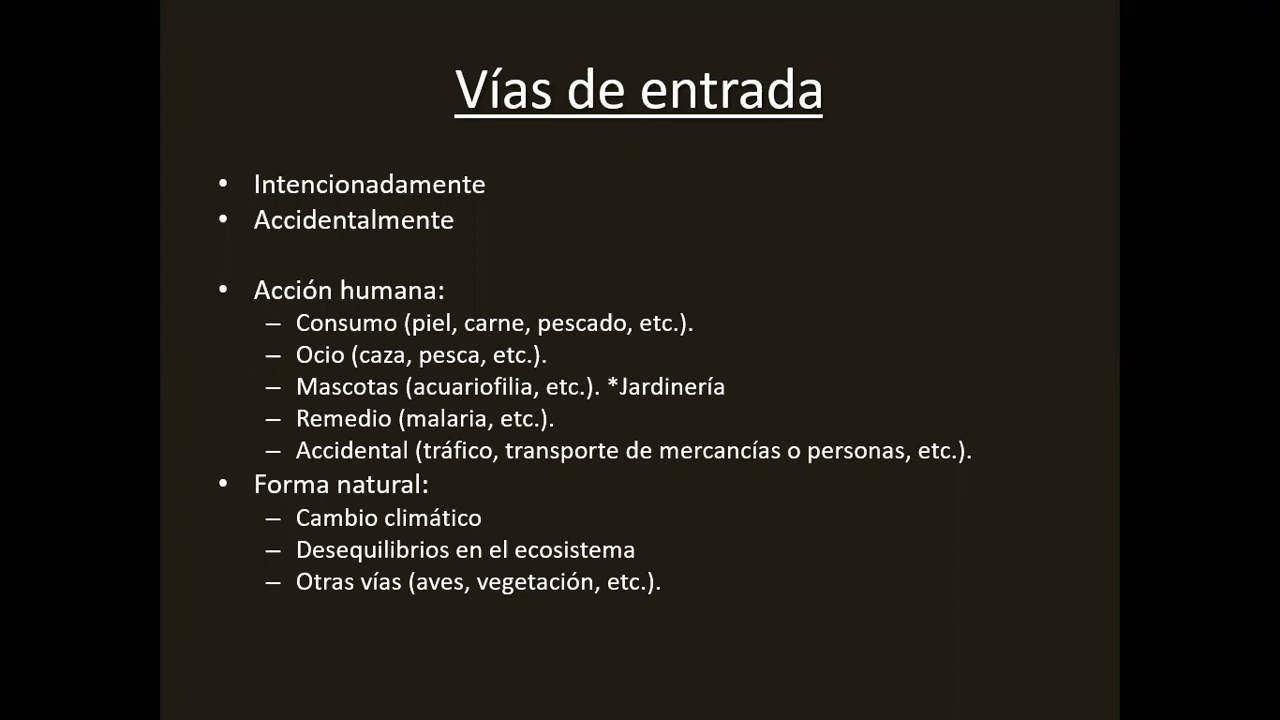 Vías de entrada
• Intencionadamente
• Accidentalmente
• Acción humana:
– Consumo (piel, carne, pescado, etc.).
– Ocio (caza, pesca, etc.).
– Mascotas (acuariofilia, etc.). *Jardinería
– Remedio (malaria, etc.).
– Accidental (tráfico, transporte de mercancías o personas, etc.).
• Forma natural:
– Cambio climático
– Desequilibrios en el ecosistema
– Otras vías (aves, vegetación, etc.).